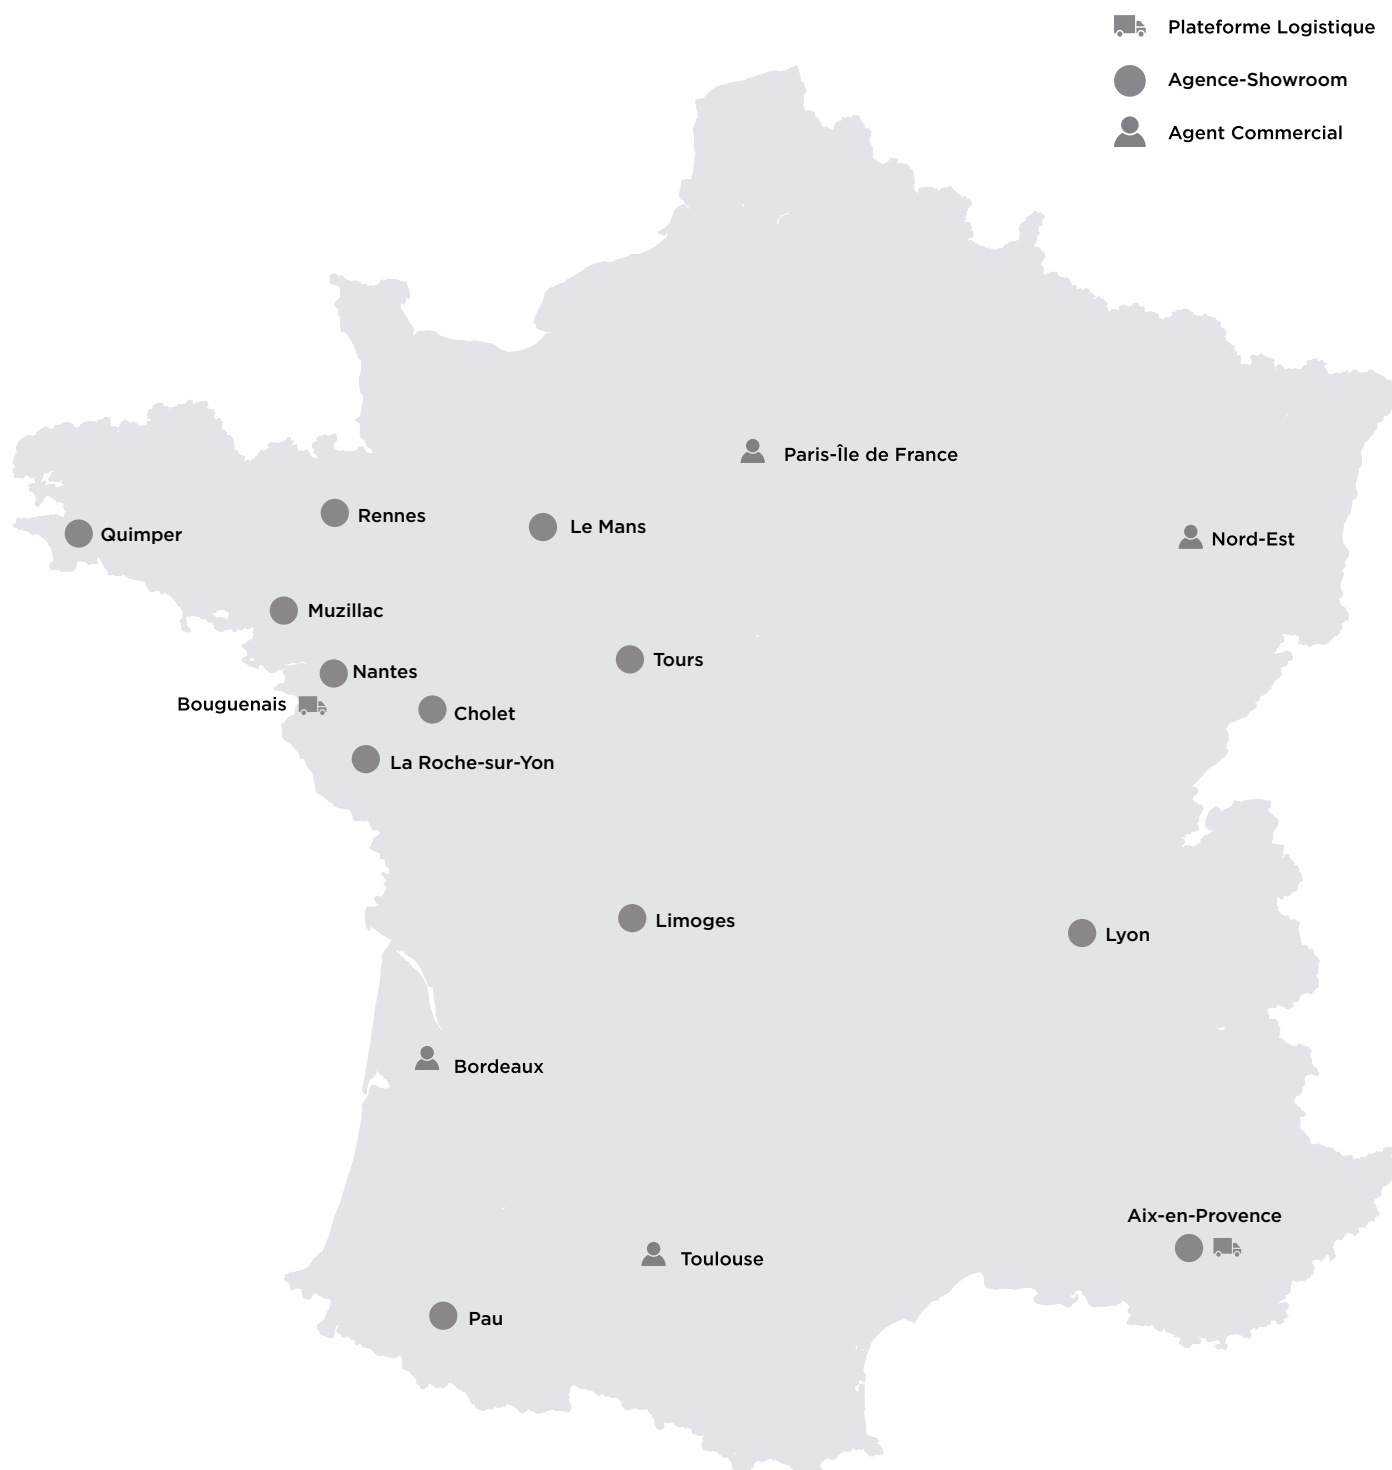 Plateforme Logistique
Agence-Showroom
Agent Commercial
Paris-Île de France
Rennes
Le Mans
Quimper
Nord-Est
Muzillac
Tours
Nantes
Bouguenais
Cholet
La Roche-sur-Yon
Limoges
Lyon
Bordeaux
Aix-en-Provence
Toulouse
Pau